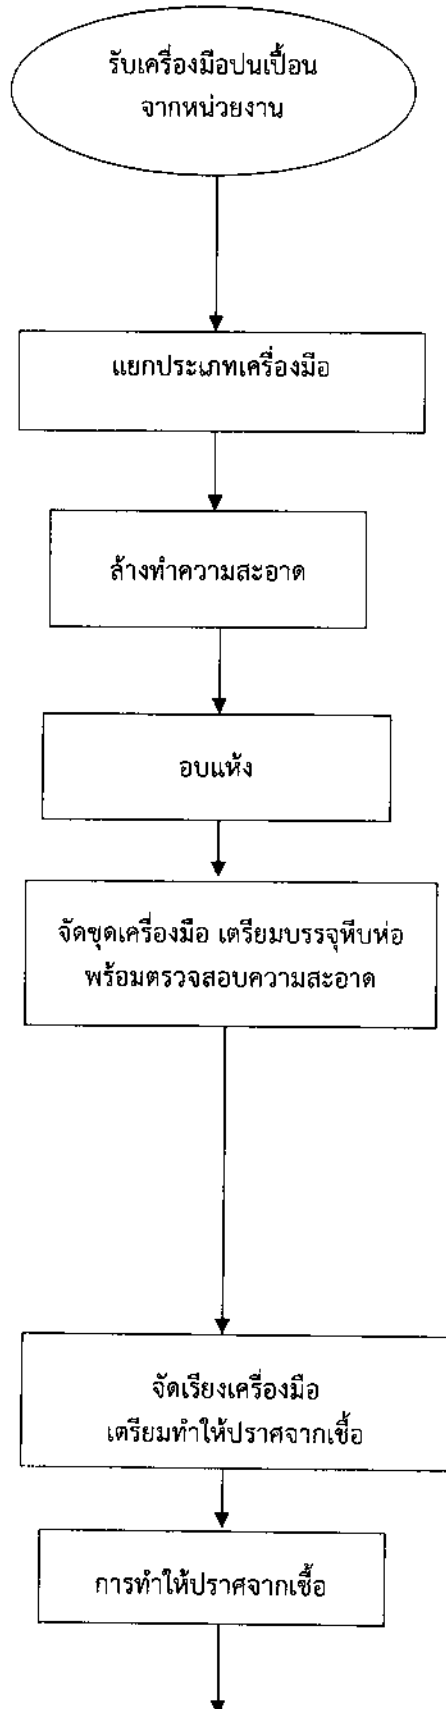 รับเครื่องมือปนเปื้อน
จากหน่วยงาน
แยกประเภทเครื่องมือ
ล้างทำความสะอาด
อบแห้ง
จัดชุดเครื่องมือ เตรียมบรรจุหีบห่อ
พร้อมตรวจสอบความสะอาด
จัดเรียงเครื่องมือ
เตรียมทำให้ปราศจากเชื้อ
การทำให้ปราศจากเชื้อ